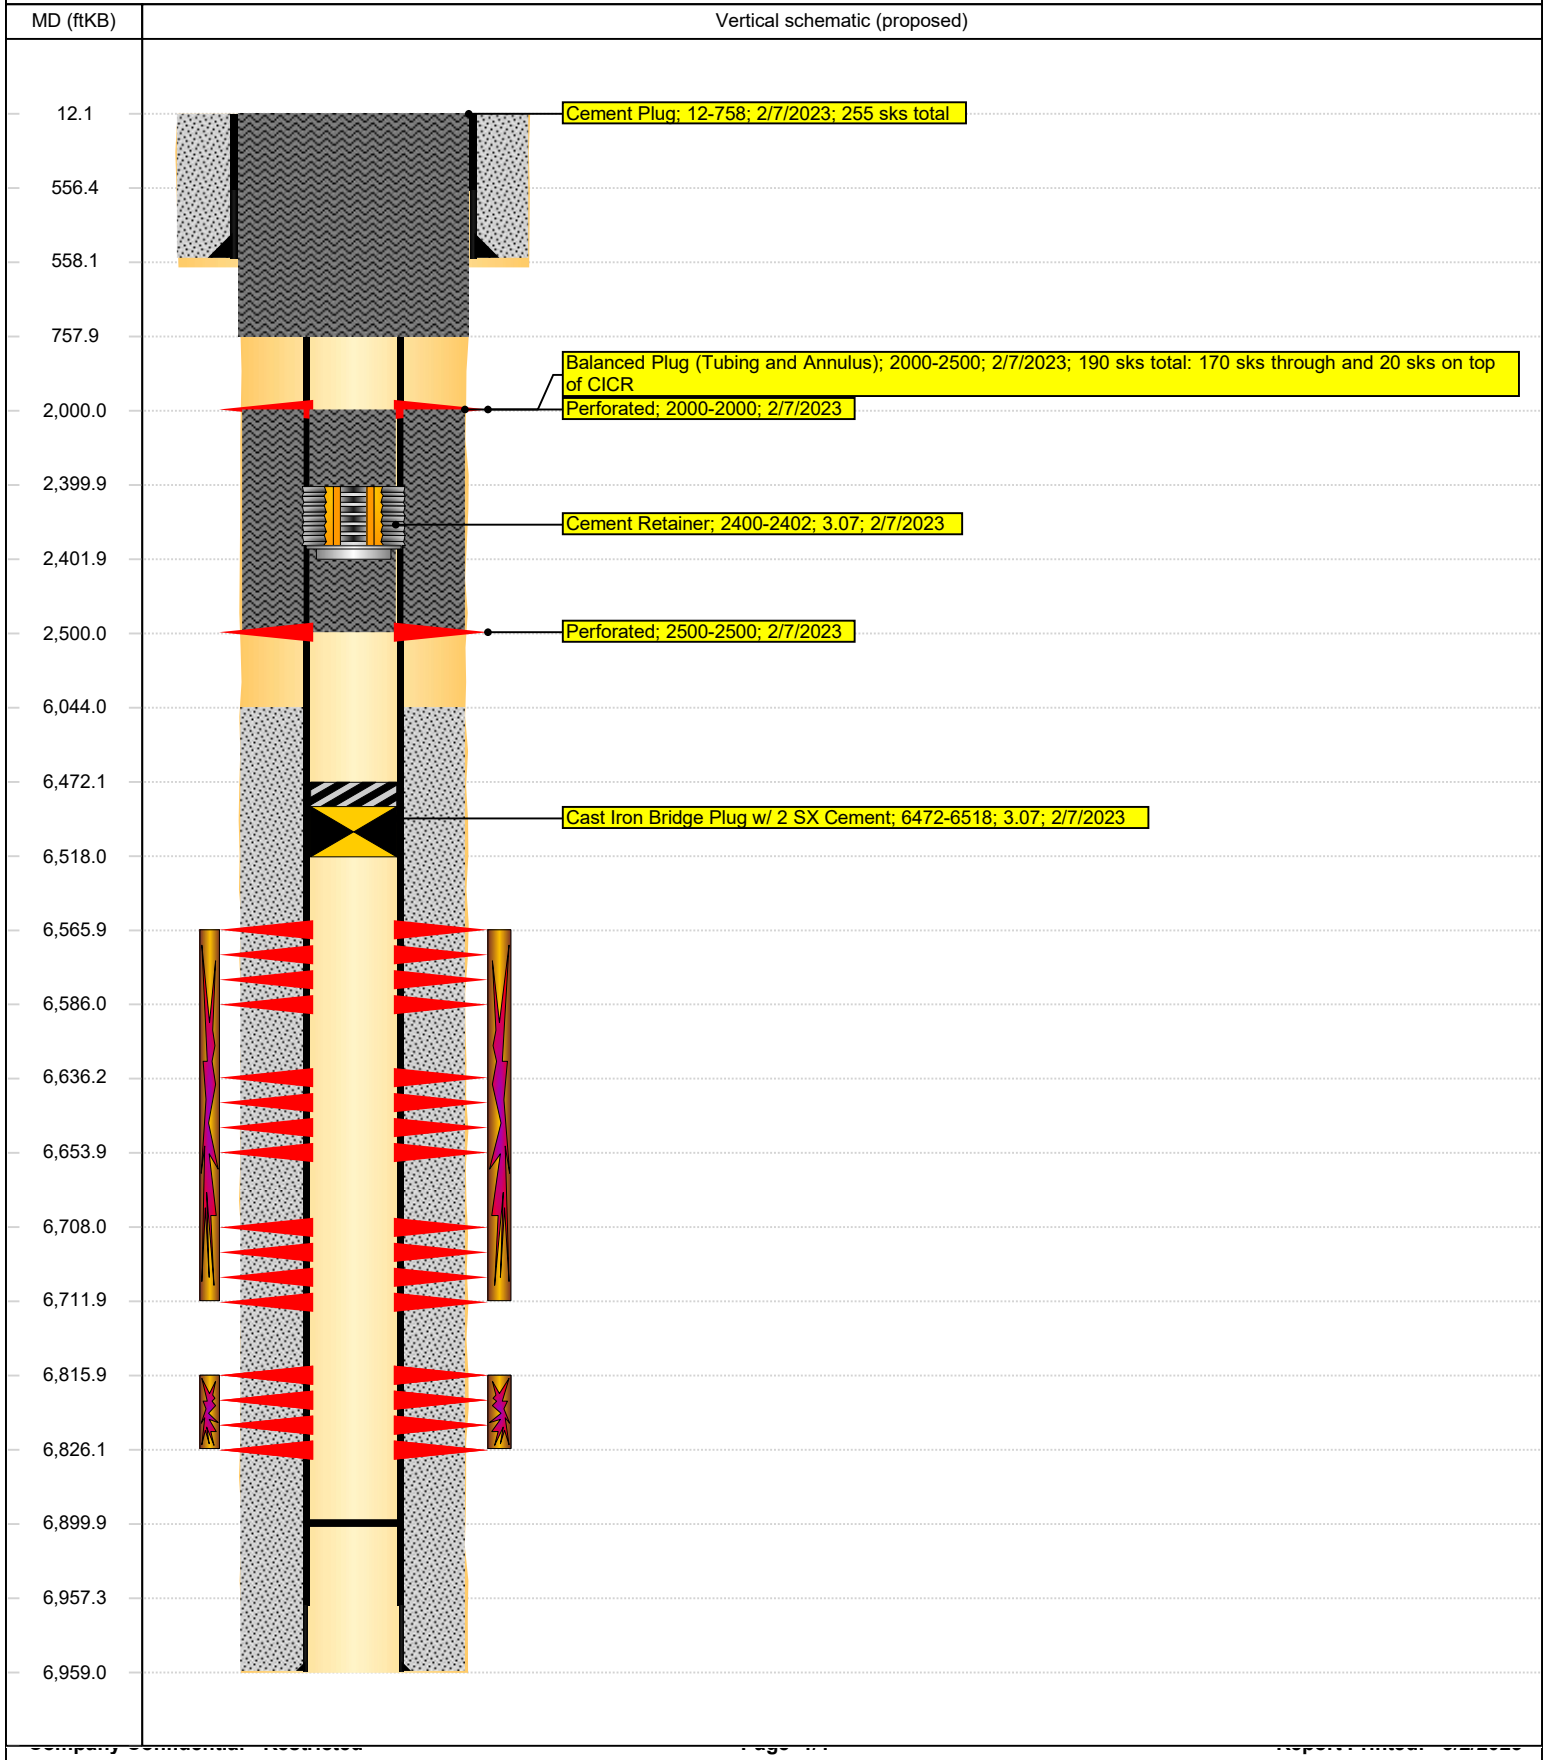 MD (ftKB)
Vertical schematic (proposed)
12.1
Cement Plug; 12-758; 2/7/2023; 255 sks total
556.4
558.1
757.9
Balanced Plug (Tubing and Annulus); 2000-2500; 2/7/2023; 190 sks total: 170 sks through and 20 sks on top
of CICR
2,000.0
Perforated; 2000-2000; 2/7/2023
2,399.9
Cement Retainer; 2400-2402; 3.07; 2/7/2023
2,401.9
2,500.0
Perforated; 2500-2500; 2/7/2023
6,044.0
6,472.1
Cast Iron Bridge Plug w/ 2 SX Cement; 6472-6518; 3.07; 2/7/2023
6,518.0
6,565.9
6,586.0
6,636.2
6,653.9
6,708.0
6,711.9
6,815.9
6,826.1
6,899.9
6,957.3
6,959.0